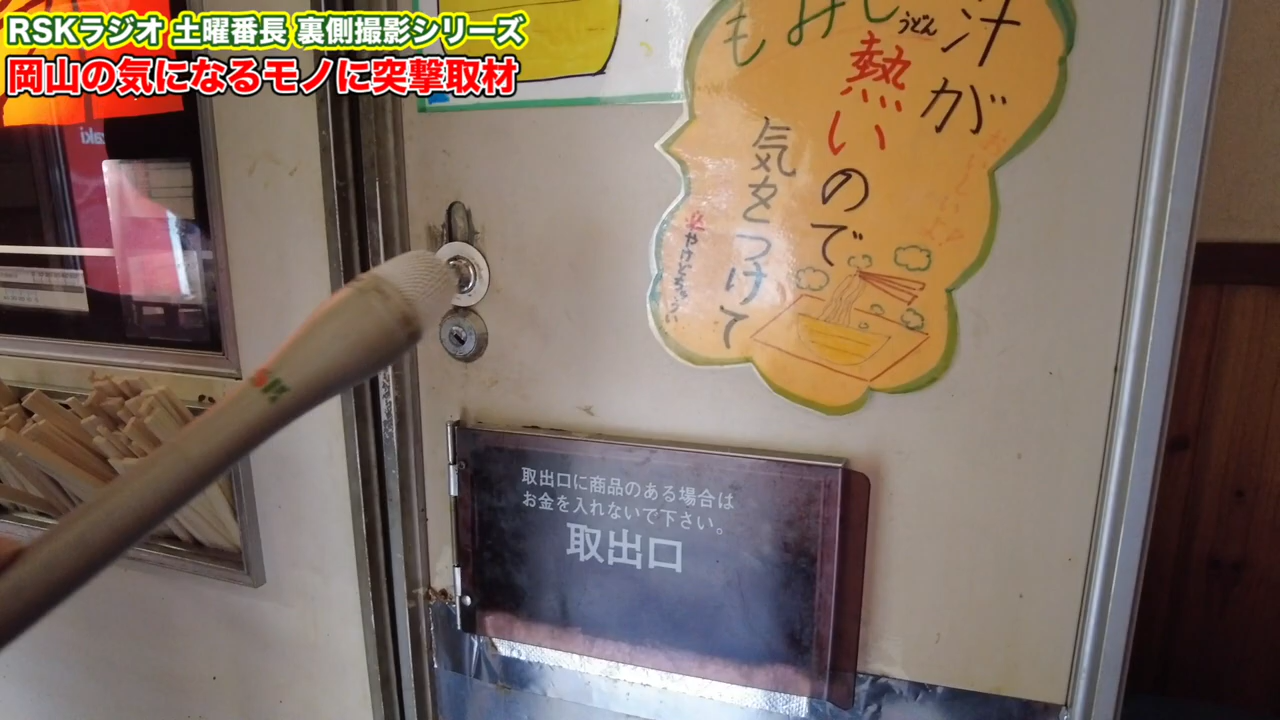 RSKラジオ 土曜番長 裏側撮影シリーズ
岡山の気になるモノに突撃取材
汁が
うどん
熱いので
気をつけて
取出口に商品のある場合は
お金を入れないで下さい。
取出口